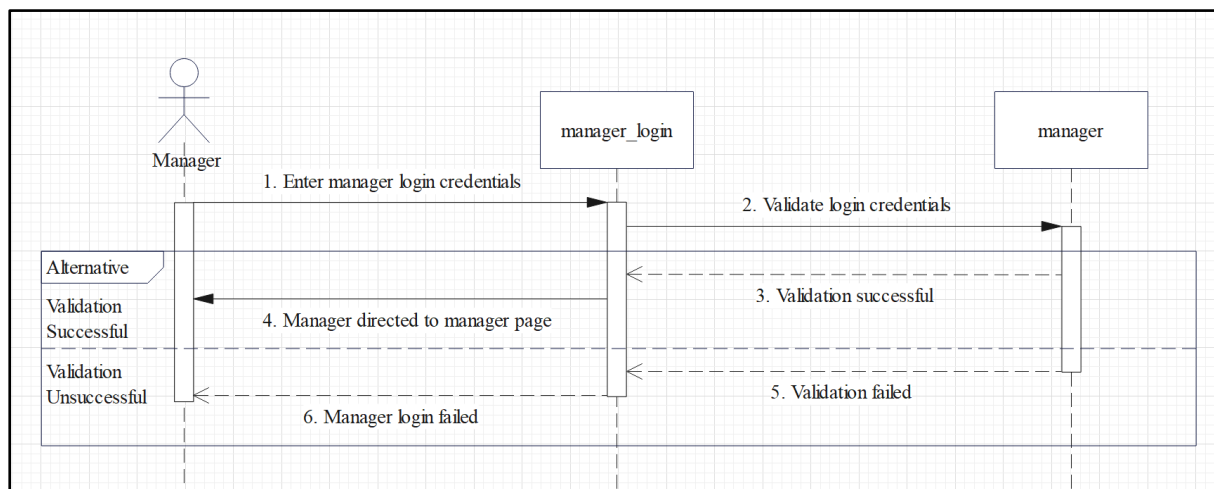 Manager
manager_login
manager
1. Enter manager login credentials
2. Validate login credentials
Alternative
3. Validation successful
Validation
Successful
4. Manager directed to manager page
Validation
Unsuccessful
5. Validation failed
6. Manager login failed